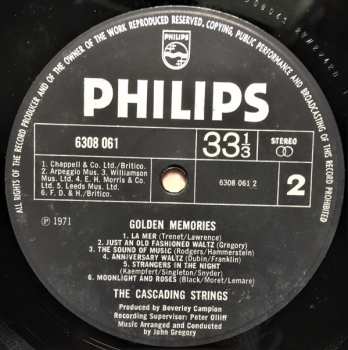 ALL RIGHTS OF THE RECORD PRODUCER AND OF THE OWNER OF THE WORK REPRODUCED RESERVED. COPYING, PUBLIC PERFORMANCE AND BROADCASTING OF THIS RECORD PROHIBITED
PHILIPS
PHILIPS
6308 061
33 1/3
STEREO
1. Chappell & Co. Ltd./Britico.
2. Arpeggio Mus. 3. Williamson
Mus. Ltd. 4. E. H. Morris & Co.
Ltd. 5. Leeds Mus. Ltd.
6. F. D. & H./Britico.
6308 061 2
2
Ⓟ 1971
GOLDEN MEMORIES
1. LA MER (Trenet/Lawrence)
2. JUST AN OLD FASHIONED WALTZ (Gregory)
3. THE SOUND OF MUSIC (Rodgers/Hammerstein)
4. ANNIVERSARY WALTZ (Dubin/Franklin)
5. STRANGERS IN THE NIGHT
(Kaempfert/Singleton/Snyder)
6. MOONLIGHT AND ROSES (Black/Moret/Lemare)
THE CASCADING STRINGS
Produced by Beverley Campion
Recording Supervisor: Peter Olliff
Music Arranged and Conducted
by John Gregory